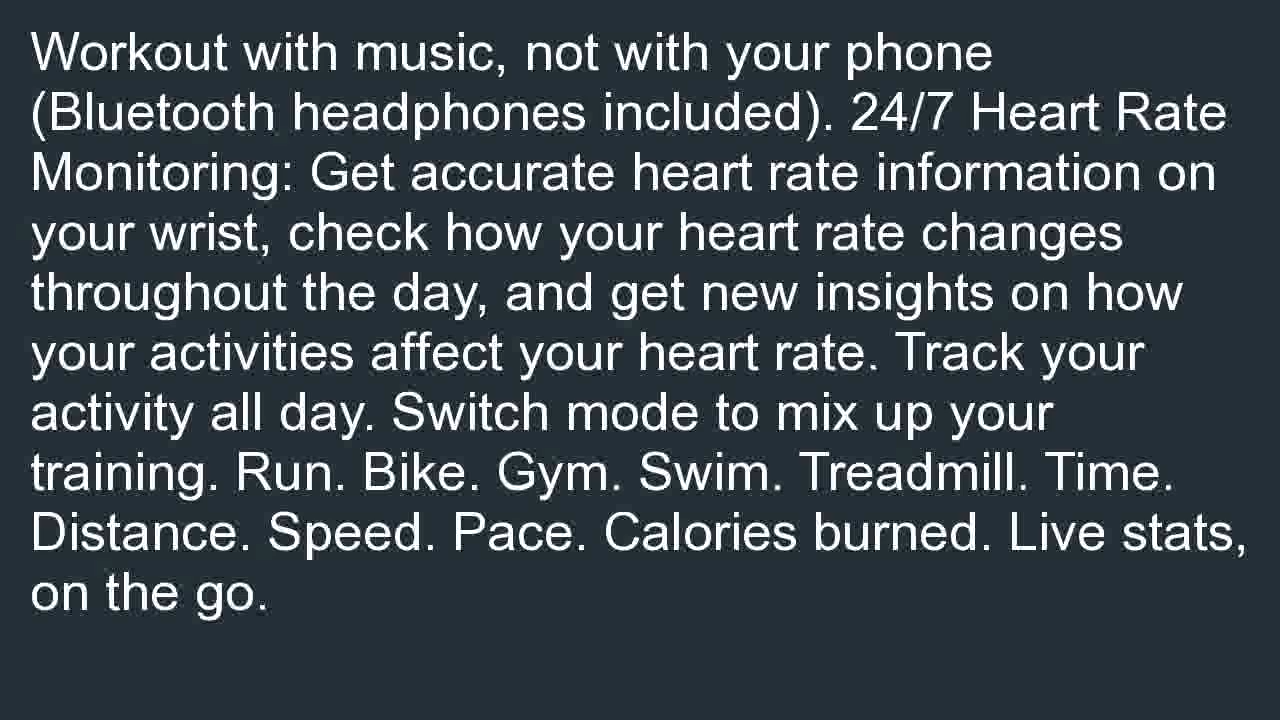 Workout with music, not with your phone
(Bluetooth headphones included). 24/7 Heart Rate
Monitoring: Get accurate heart rate information on
your wrist, check how your heart rate changes
throughout the day, and get new insights on how
your activities affect your heart rate. Track your
activity all day. Switch mode to mix up your
training. Run. Bike. Gym. Swim. Treadmill. Time.
Distance. Speed. Pace. Calories burned. Live stats,
on the go.